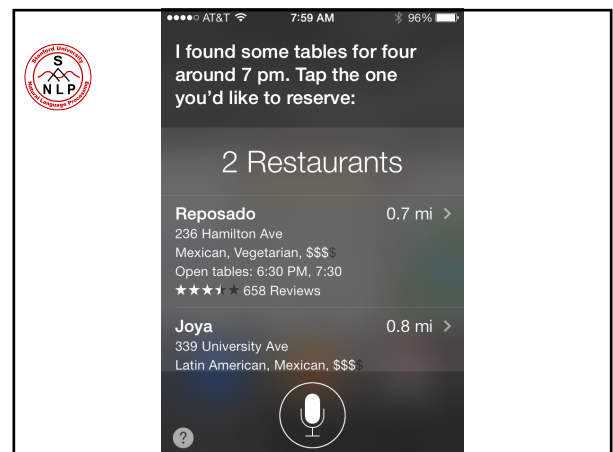 AT&T 7:59 AM 96%
I found some tables for four
around 7 pm. Tap the one
you'd like to reserve:
Stanford University
S
NLP
Natural Language Processing
2 Restaurants
Reposado 0.7 mi >
236 Hamilton Ave
Mexican, Vegetarian, $$$$
Open tables: 6:30 PM, 7:30
658 Reviews
Joya 0.8 mi >
339 University Ave
Latin American, Mexican, $$$$
?